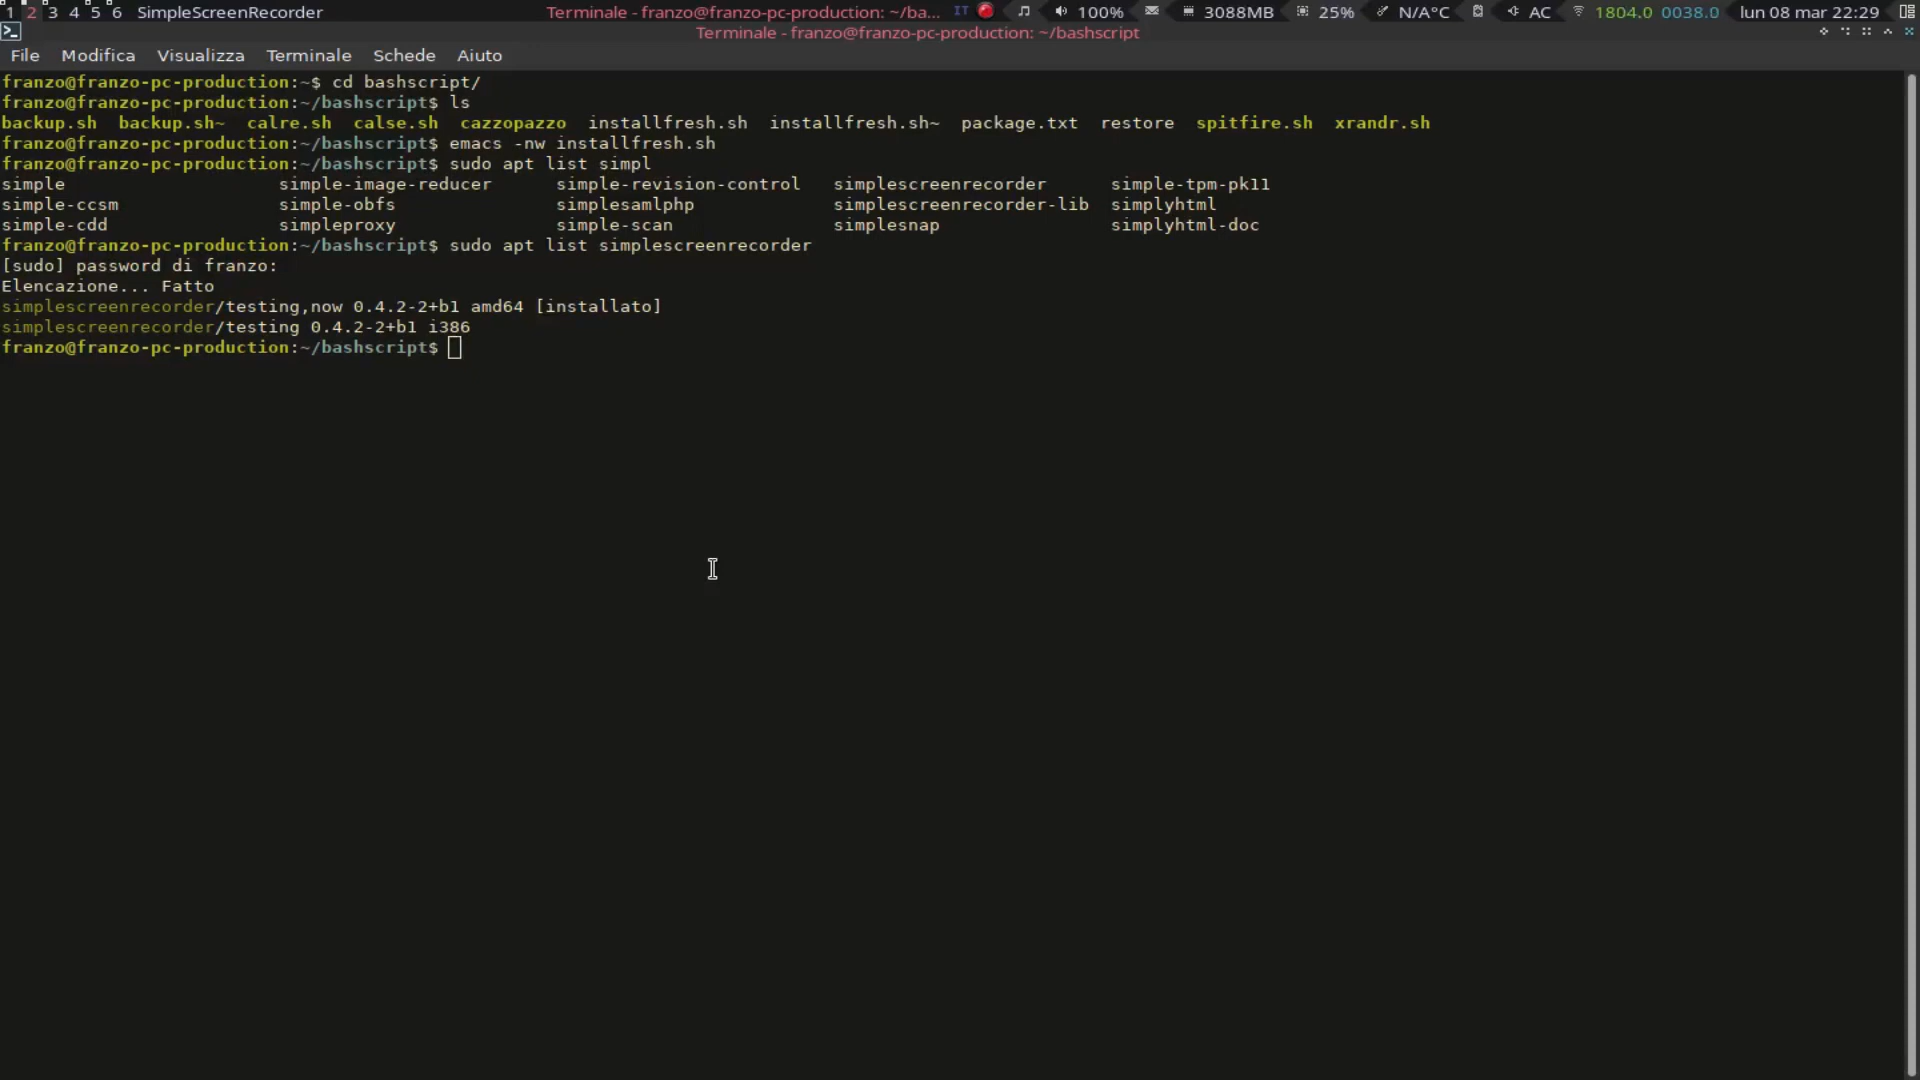 1 2 3 4 5 6 SimpleScreenRecorder Terminale - franzo@franzo-pc-production: ~/ba... IT 100% 3088MB 25% N/A°C AC 1804.0 0038.0 lun 08 mar 22:29
Terminale - franzo@franzo-pc-production: ~/bashscript
File Modifica Visualizza Terminale Schede Aiuto
franzo@franzo-pc-production:~$ cd bashscript/
franzo@franzo-pc-production:~/bashscript$ ls
backup.sh backup.sh~ calre.sh calse.sh cazzopazzo installfresh.sh installfresh.sh~ package.txt restore spitfire.sh xrandr.sh
franzo@franzo-pc-production:~/bashscript$ emacs -nw installfresh.sh
franzo@franzo-pc-production:~/bashscript$ sudo apt list simpl
simple simple-image-reducer simple-revision-control simplescreenrecorder simple-tpm-pk11
simple-ccsm simple-obfs simplesamlphp simplescreenrecorder-lib simplyhtml
simple-cdd simpleproxy simple-scan simplesnap simplyhtml-doc
franzo@franzo-pc-production:~/bashscript$ sudo apt list simplescreenrecorder
[sudo] password di franzo:
Elencazione... Fatto
simplescreenrecorder/testing,now 0.4.2-2+b1 amd64 [installato]
simplescreenrecorder/testing 0.4.2-2+b1 i386
franzo@franzo-pc-production:~/bashscript$